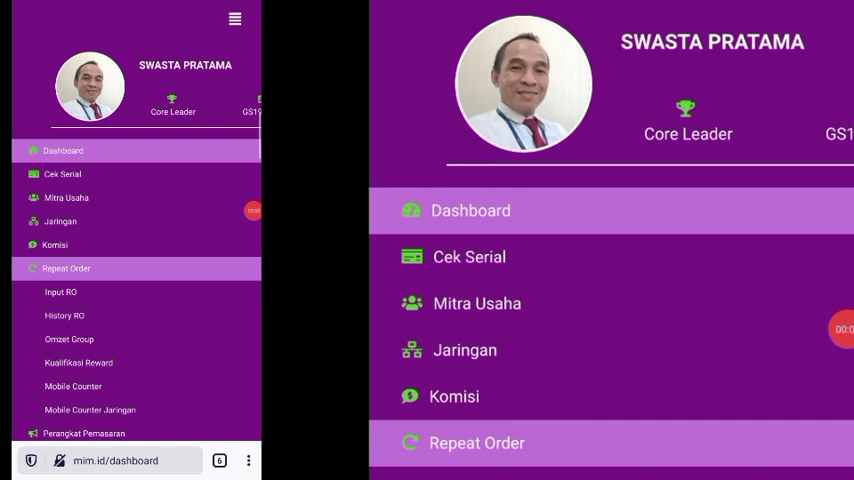 SWASTA PRATAMA
Core Leader
GS19
Dashboard
Cek Serial
Mitra Usaha
Jaringan
Komisi
Repeat Order
Input RO
History RO
Omzet Group
Kualifikasi Reward
Mobile Counter
Mobile Counter Jaringan
Perangkat Pemasaran
mim.id/dashboard
6
SWASTA PRATAMA
Core Leader
GS1
Dashboard
Cek Serial
Mitra Usaha
Jaringan
Komisi
Repeat Order